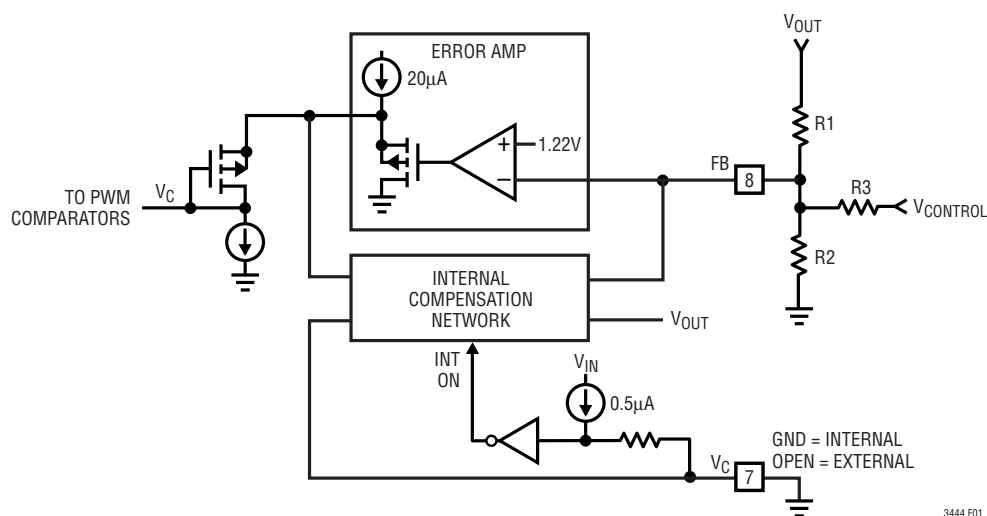 ERROR AMP
20µA
1.22V
V_OUT
R1
FB
8
R3
V_CONTROL
R2
TO PWM
COMPARATORS
V_C
INTERNAL
COMPENSATION
NETWORK
V_OUT
INT
ON
V_IN
0.5µA
V_C
7
GND = INTERNAL
OPEN = EXTERNAL
3444 F01